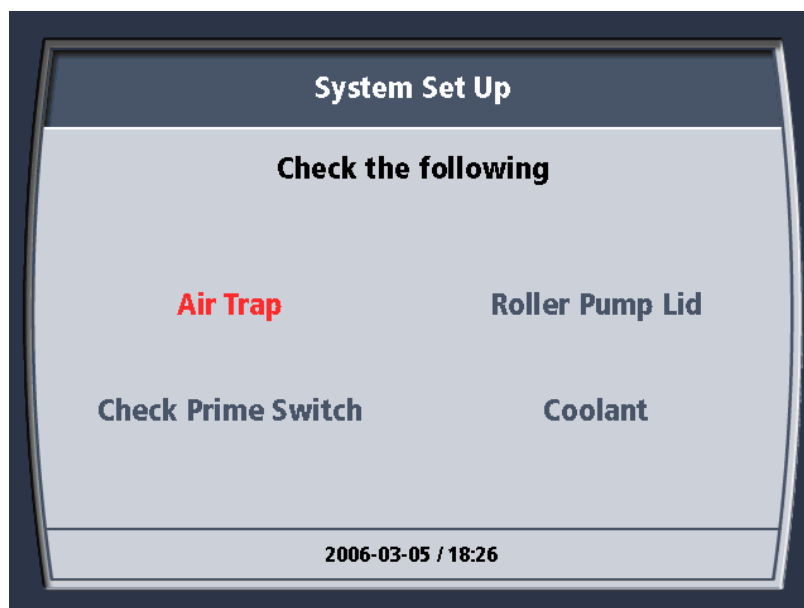 System Set Up
Check the following
Air Trap
Roller Pump Lid
Check Prime Switch
Coolant
2006-03-05 / 18:26